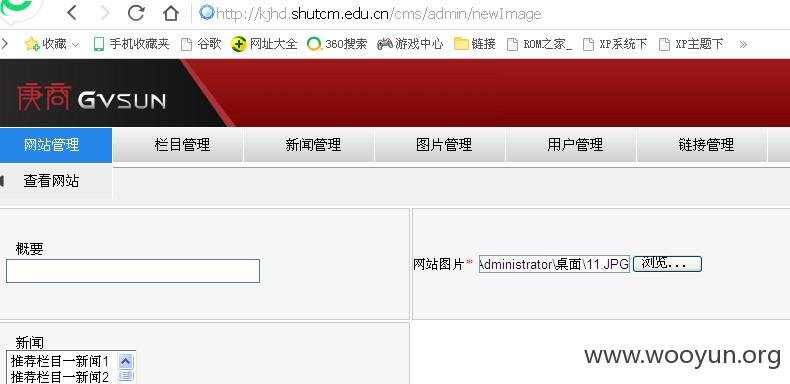 http://kjhd.shutcm.edu.cn/cms/admin/newImage
收藏 手机收藏夹 谷歌 网址大全 360搜索 游戏中心 链接 ROM之家_ XP系统下 XP主题下 »
庚商 GVSUN
网站管理 栏目管理 新闻管理 图片管理 用户管理 链接管理
查看网站
概要
网站图片* Administrator\桌面\11.JPG 浏览...
新闻
推荐栏目一新闻1
推荐栏目一新闻2
www.wooyun.org